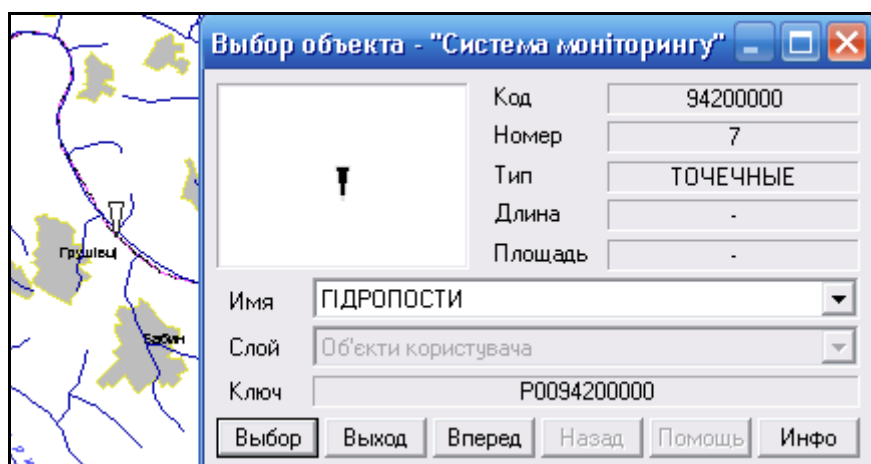 Выбор объекта - "Система моніторингу"
Код 94200000
Номер 7
Тип ТОЧЕЧНЫЕ
Длина -
Площадь -
Имя ГІДРОПОСТИ
Слой Об'єкти користувача
Ключ P0094200000
Выбор Выход Вперед Назад Помощь Инфо
Грушівці
Бабин